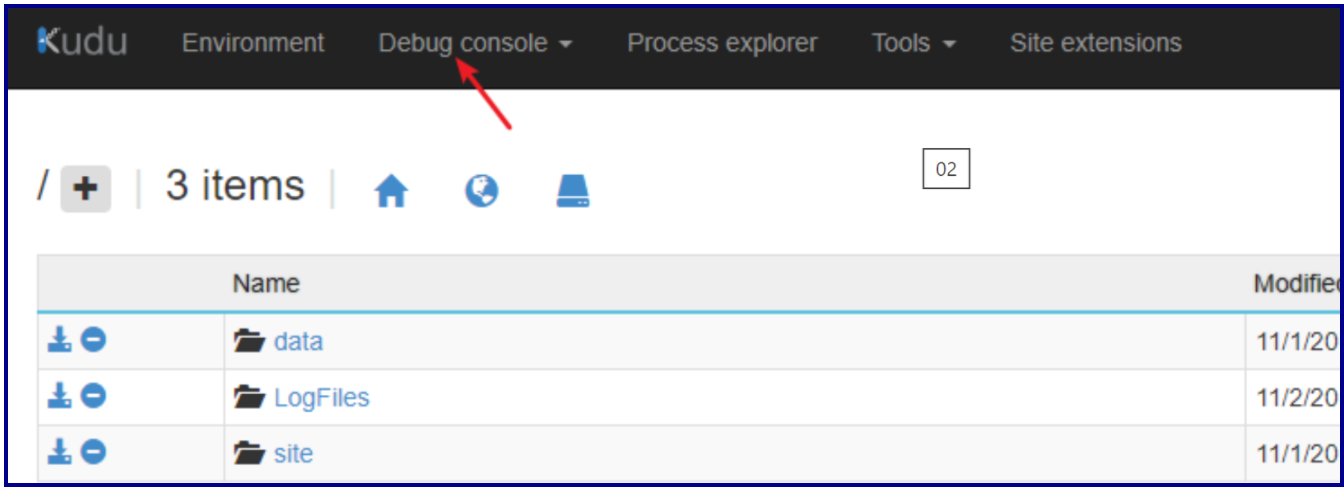 Kudu Environment Debug console Process explorer Tools Site extensions
/ + | 3 items |
02
Name Modified
data 11/1/20
LogFiles 11/2/20
site 11/1/20